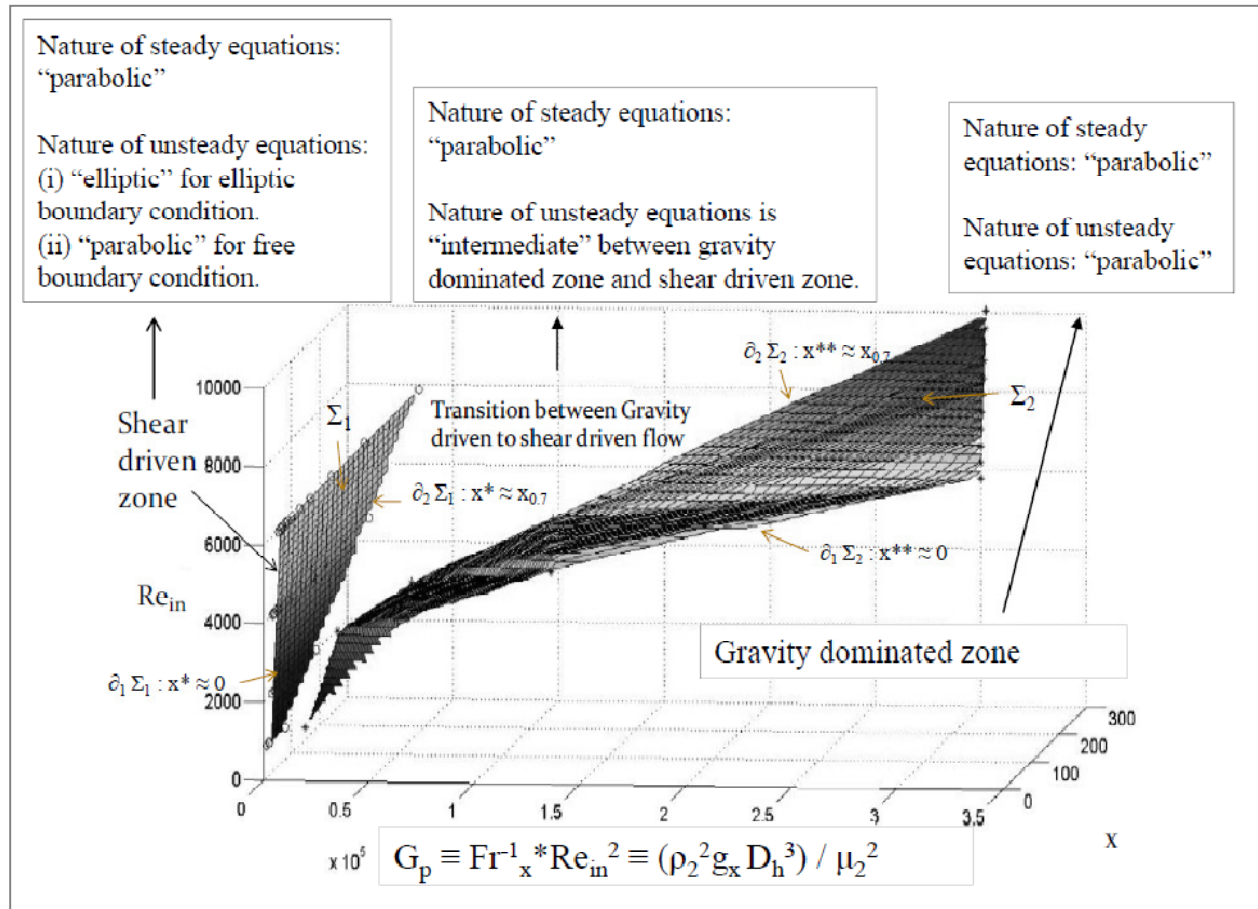 Nature of steady equations:
“parabolic”
Nature of unsteady equations:
(i) “elliptic” for elliptic
boundary condition.
(ii) “parabolic” for free
boundary condition.
Nature of steady equations:
“parabolic”
Nature of unsteady equations is
“intermediate” between gravity
dominated zone and shear driven zone.
Nature of steady
equations: “parabolic”
Nature of unsteady
equations: “parabolic”
Shear
driven
zone
Σ₁
Transition between Gravity
driven to shear driven flow
∂₂ Σ₂ : x** ≈ x₀.₇
Σ₂
∂₂ Σ₁ : x* ≈ x₀.₇
∂₁ Σ₂ : x** ≈ 0
∂₁ Σ₁ : x* ≈ 0
Gravity dominated zone
Reᵢₙ
10000
8000
6000
4000
2000
0
0
0.5
1
1.5
2
2.5
3
3.5
x 10⁵
0
100
200
300
x
Gₚ ≡ Fr⁻¹ₓ*Reᵢₙ² ≡ (ρ₂² gₓ Dₕ³) / μ₂²